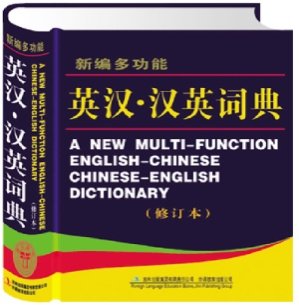 新编多功能
英汉·汉英词典
A NEW MULTI-FUNCTION
ENGLISH-CHINESE
CHINESE-ENGLISH
DICTIONARY
(修订本)
新编多功能
英汉·汉英词典
(修订本)
A NEW MULTI-FUNCTION ENGLISH-CHINESE
CHINESE-ENGLISH DICTIONARY